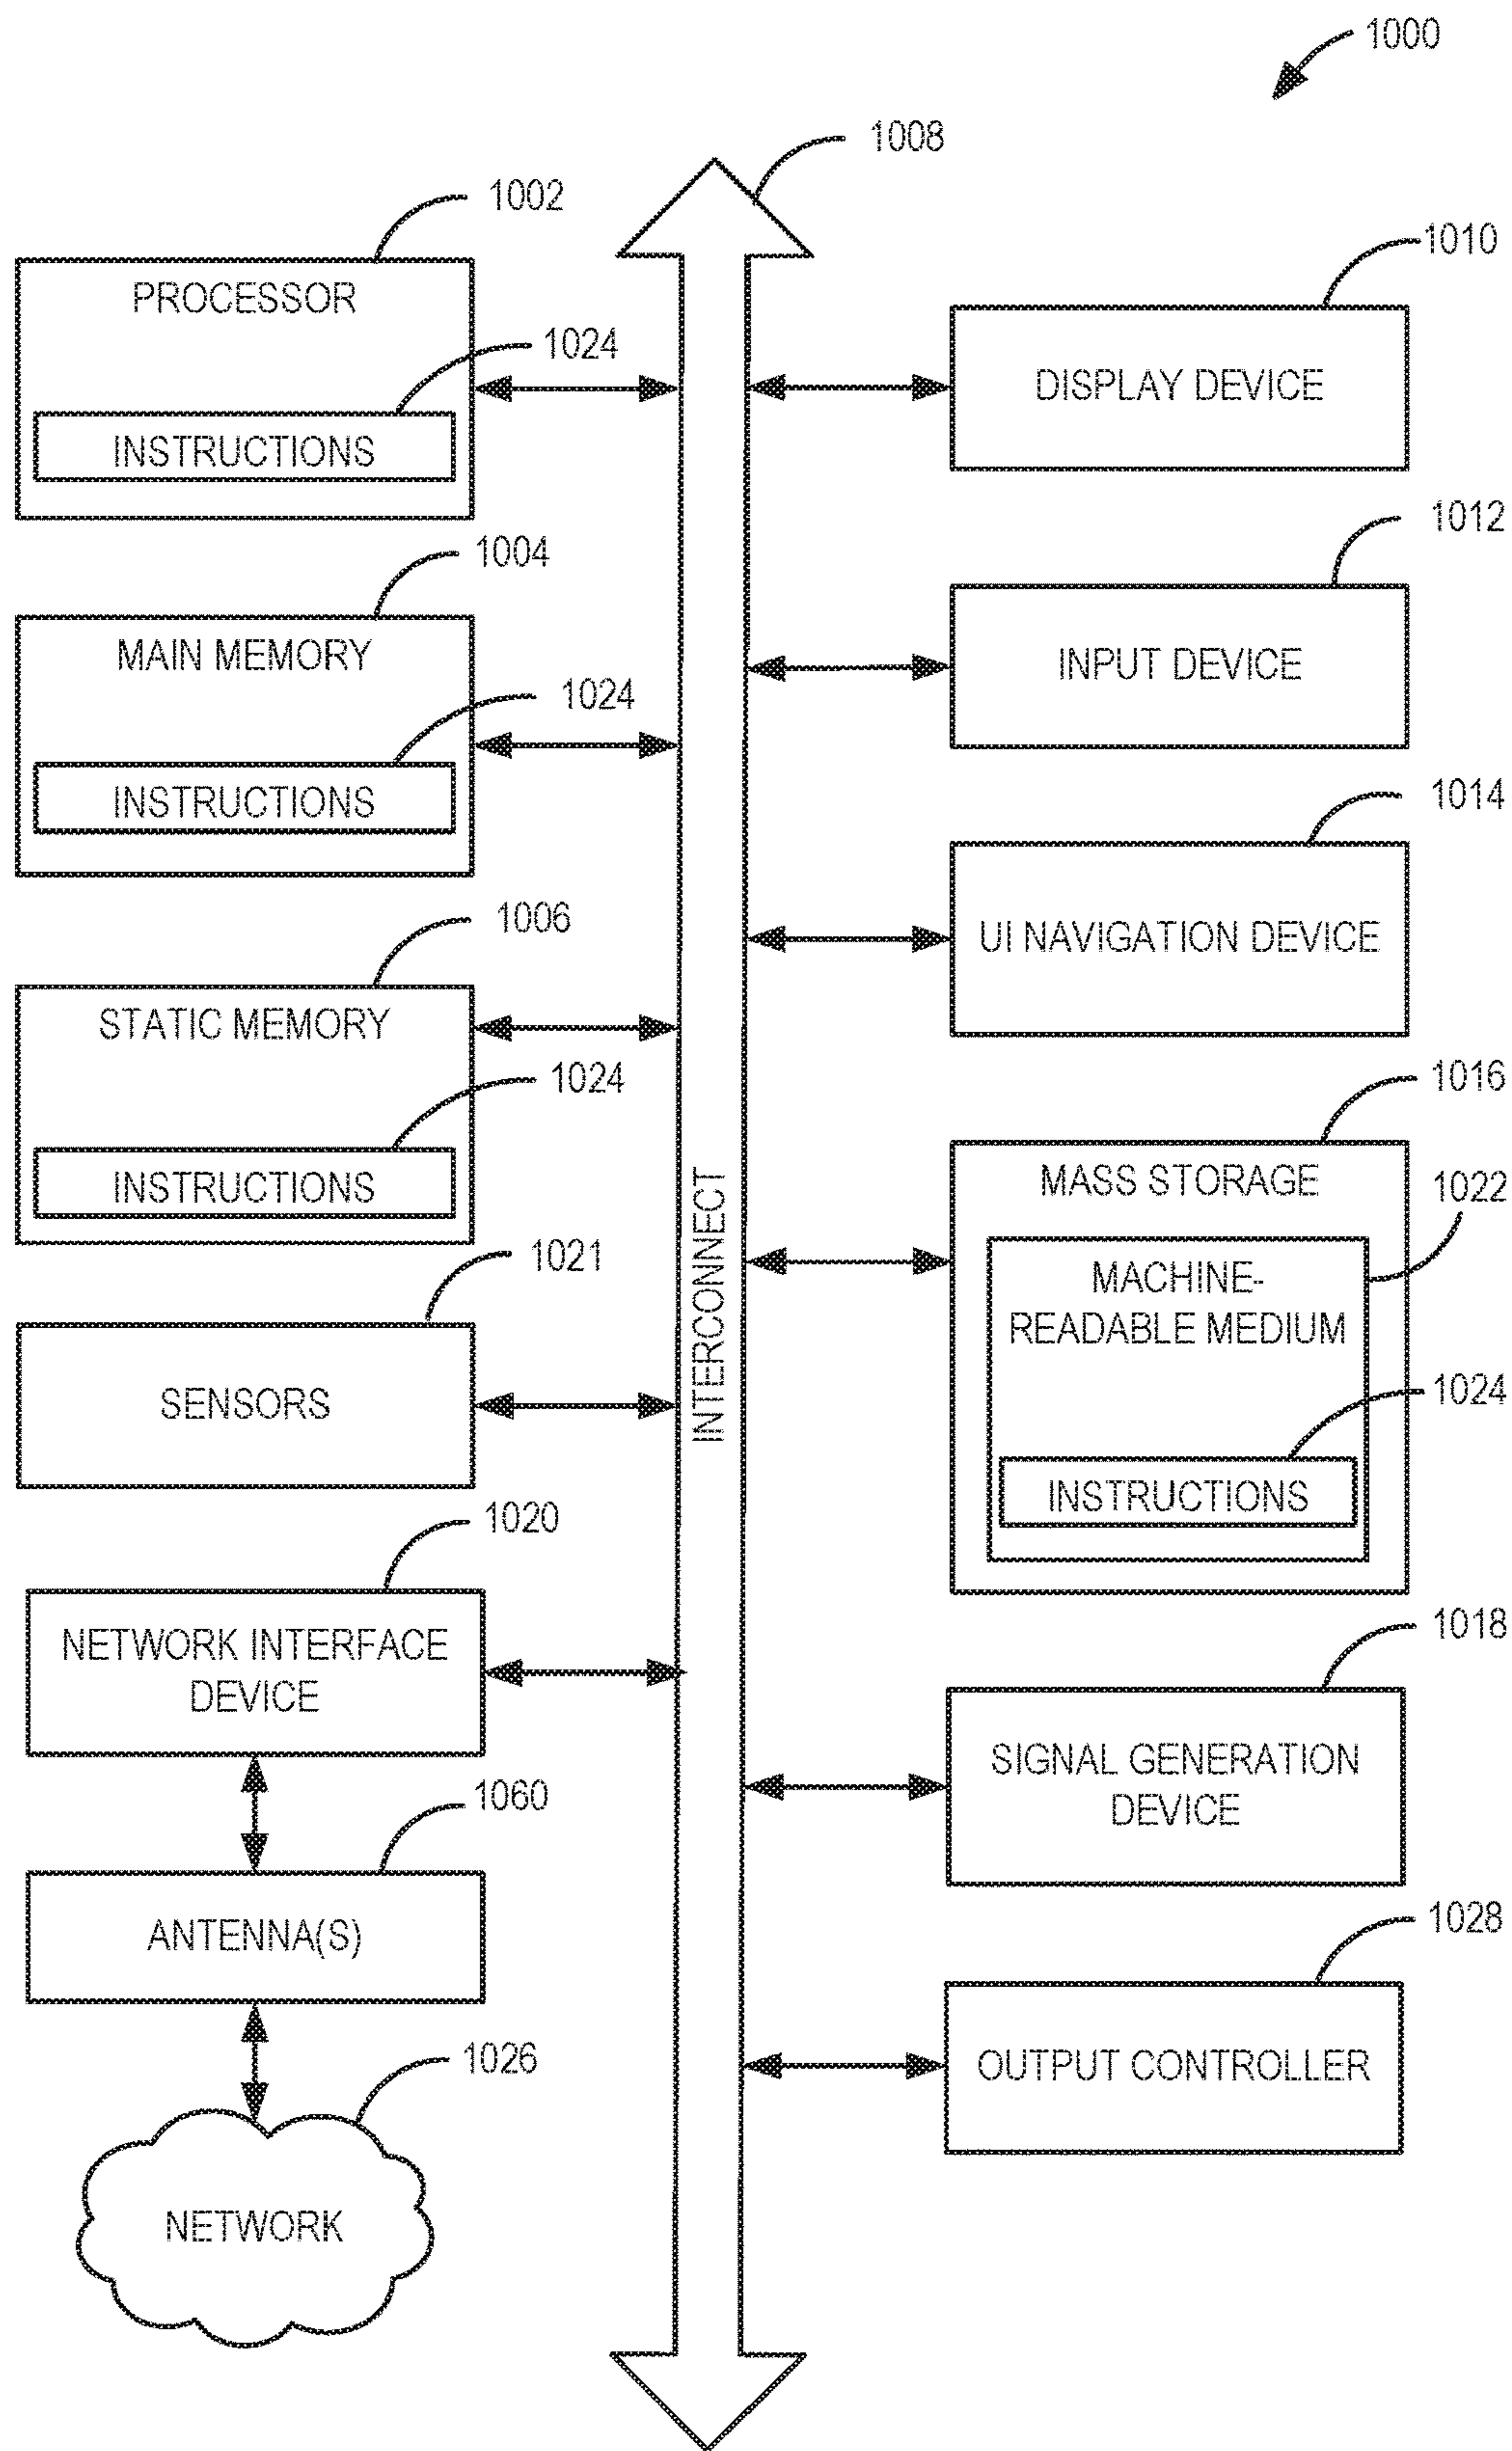 1000
1008
1002
PROCESSOR
1024
INSTRUCTIONS
1004
MAIN MEMORY
1024
INSTRUCTIONS
1006
STATIC MEMORY
1024
INSTRUCTIONS
1021
SENSORS
1020
NETWORK INTERFACE
DEVICE
1060
ANTENNA(S)
1026
NETWORK
INTERCONNECT
1010
DISPLAY DEVICE
1012
INPUT DEVICE
1014
UI NAVIGATION DEVICE
1016
MASS STORAGE
1022
MACHINE-
READABLE MEDIUM
1024
INSTRUCTIONS
1018
SIGNAL GENERATION
DEVICE
1028
OUTPUT CONTROLLER